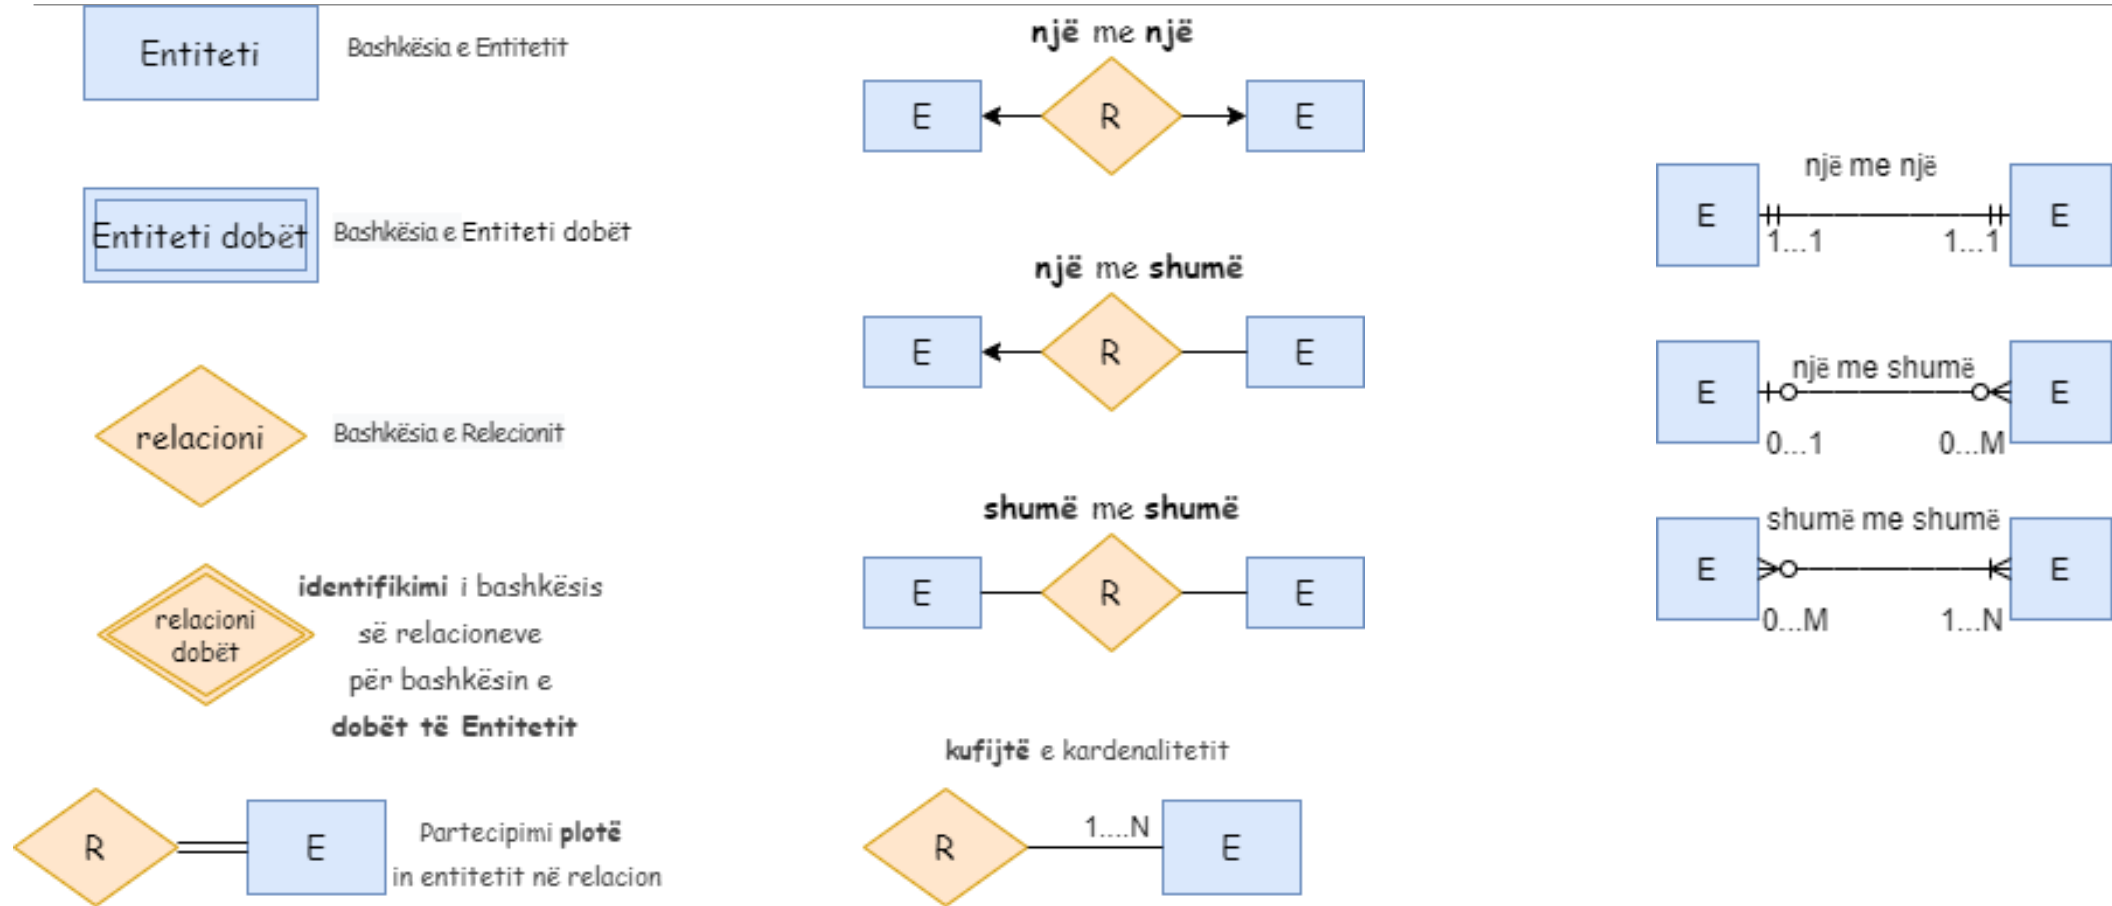 Entiteti
Bashkësia e Entitetit
Entiteti dobët
Bashkësia e Entiteti dobët
relacioni
Bashkësia e Relecionit
relacioni
dobët
identifikimi i bashkësis
së relacioneve
për bashkësin e
dobët të Entitetit
R
E
Partecipimi plotë
in entitetit në relacion
një me një
E
R
E
një me shumë
E
R
E
shumë me shumë
E
R
E
kufijtë e kardenalitetit
R
1....N
E
një me një
E
E
1...1
1...1
një me shumë
E
E
0...1
0...M
shumë me shumë
E
E
0...M
1...N